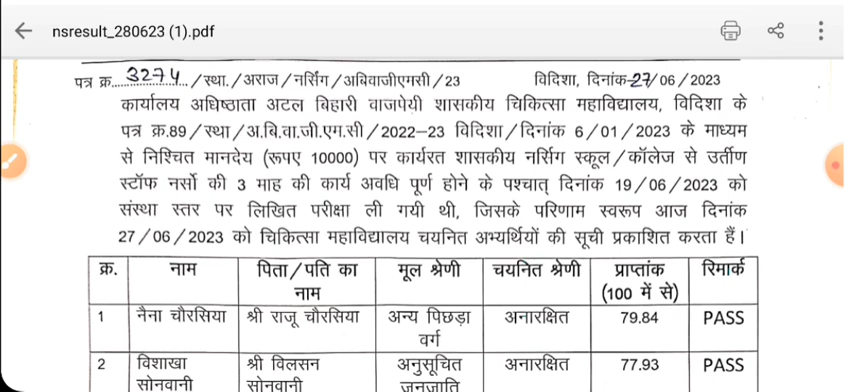 nsresult_280623 (1).pdf
पत्र क्र....3274..../स्था./अराज/नर्सिंग/अबिवाजीएमसी/23 विदिशा, दिनांक-27/06/2023
कार्यालय अधिष्ठाता अटल बिहारी वाजपेयी शासकीय चिकित्सा महाविद्यालय, विदिशा के
पत्र क्र.89/स्था/अ.बि.वा.जी.एम.सी/2022–23 विदिशा/दिनांक 6/01/2023 के माध्यम
से निश्चित मानदेय (रूपए 10000) पर कार्यरत शासकीय नर्सिग स्कूल/कॉलेज से उर्तीण
स्टॉफ नर्सो की 3 माह की कार्य अवधि पूर्ण होने के पश्चात् दिनांक 19/06/2023 को
संस्था स्तर पर लिखित परीक्षा ली गयी थी, जिसके परिणाम स्वरूप आज दिनांक
27/06/2023 को चिकित्सा महाविद्यालय चयनित अभ्यर्थियों की सूची प्रकाशित करता हैं।
क्र. नाम पिता/पति का मूल श्रेणी चयनित श्रेणी प्राप्तांक रिमार्क
नाम (100 में से)
1 नैना चौरसिया श्री राजू चौरसिया अन्य पिछड़ा अनारक्षित 79.84 PASS
वर्ग
2 विशाखा श्री विलसन अनुसूचित अनारक्षित 77.93 PASS
सोनवानी सोनवानी जनजाति